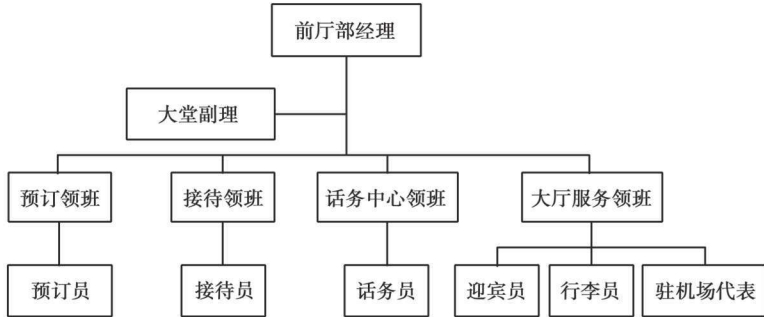 前厅部经理
大堂副理
预订领班
接待领班
话务中心领班
大厅服务领班
预订员
接待员
话务员
迎宾员
行李员
驻机场代表